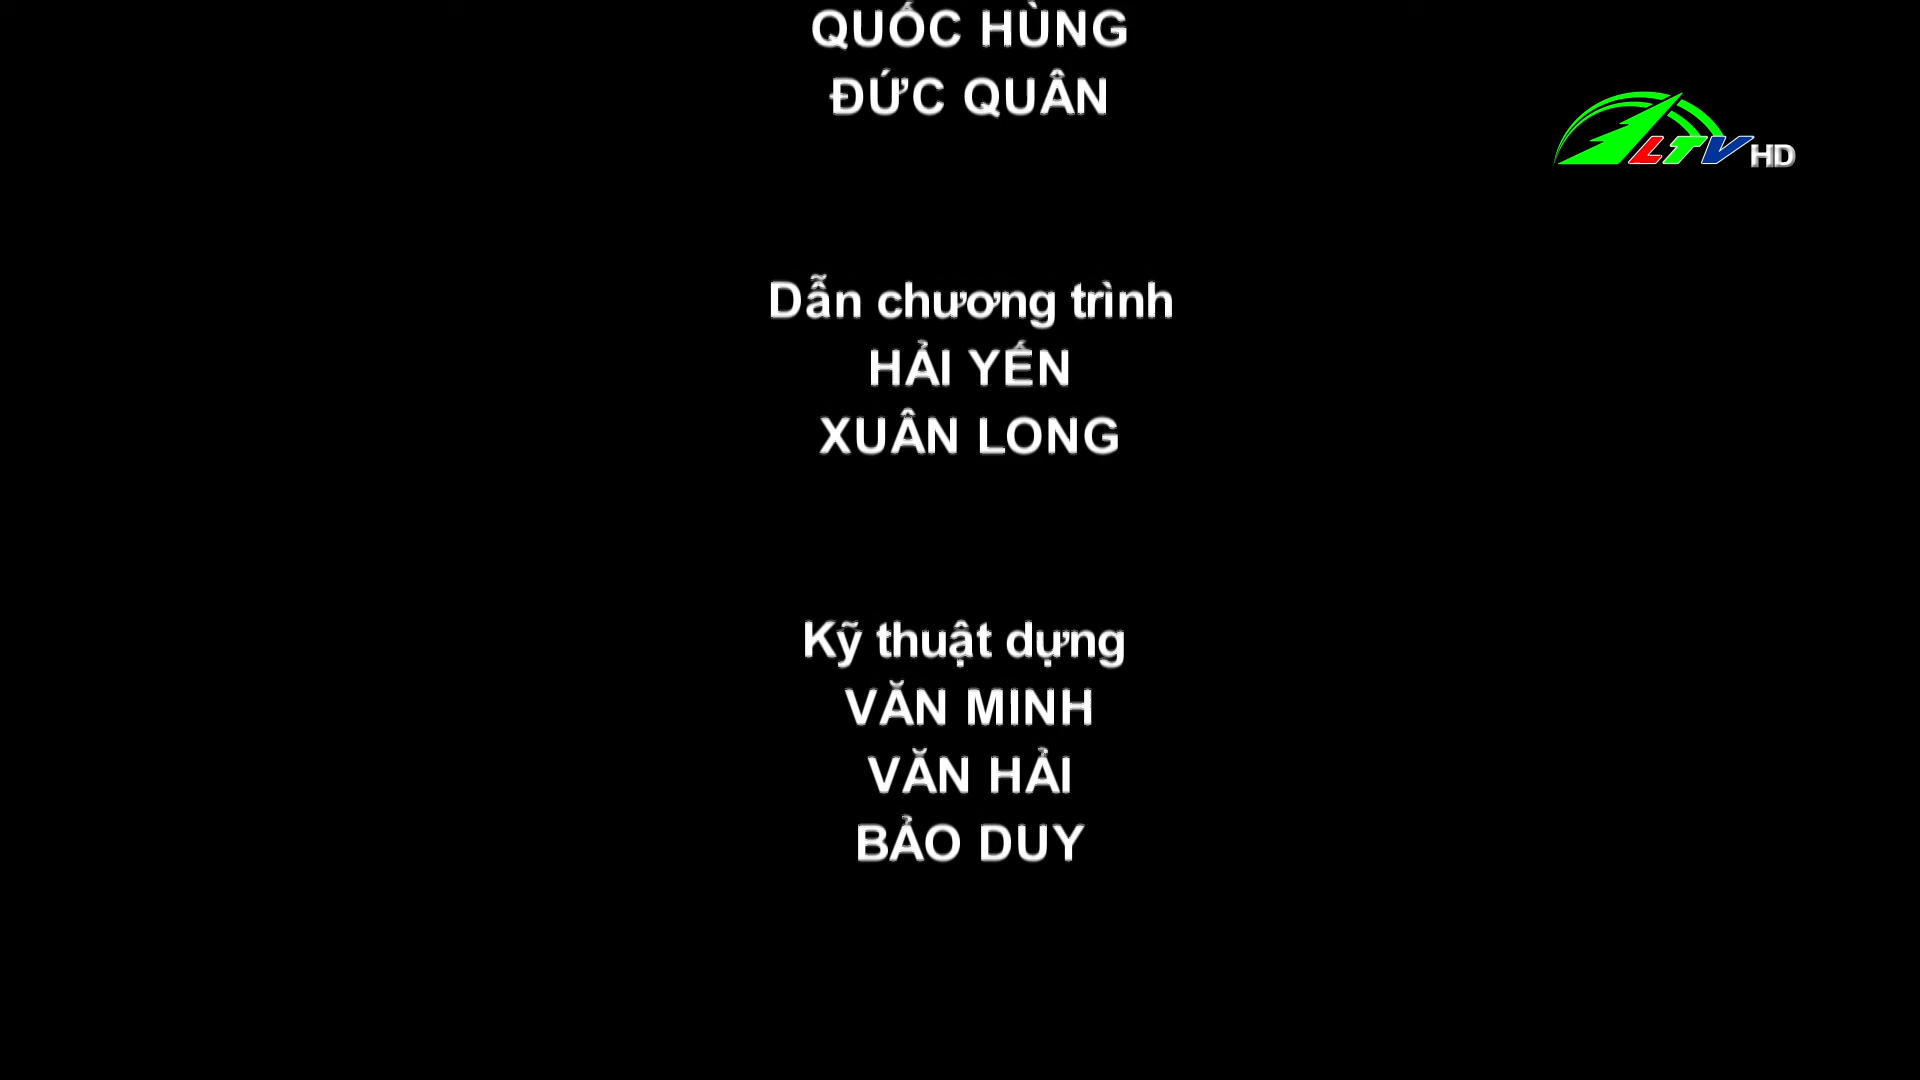 QUỐC HÙNG
ĐỨC QUÂN
LTV HD
Dẫn chương trình
HẢI YẾN
XUÂN LONG
Kỹ thuật dựng
VĂN MINH
VĂN HẢI
BẢO DUY